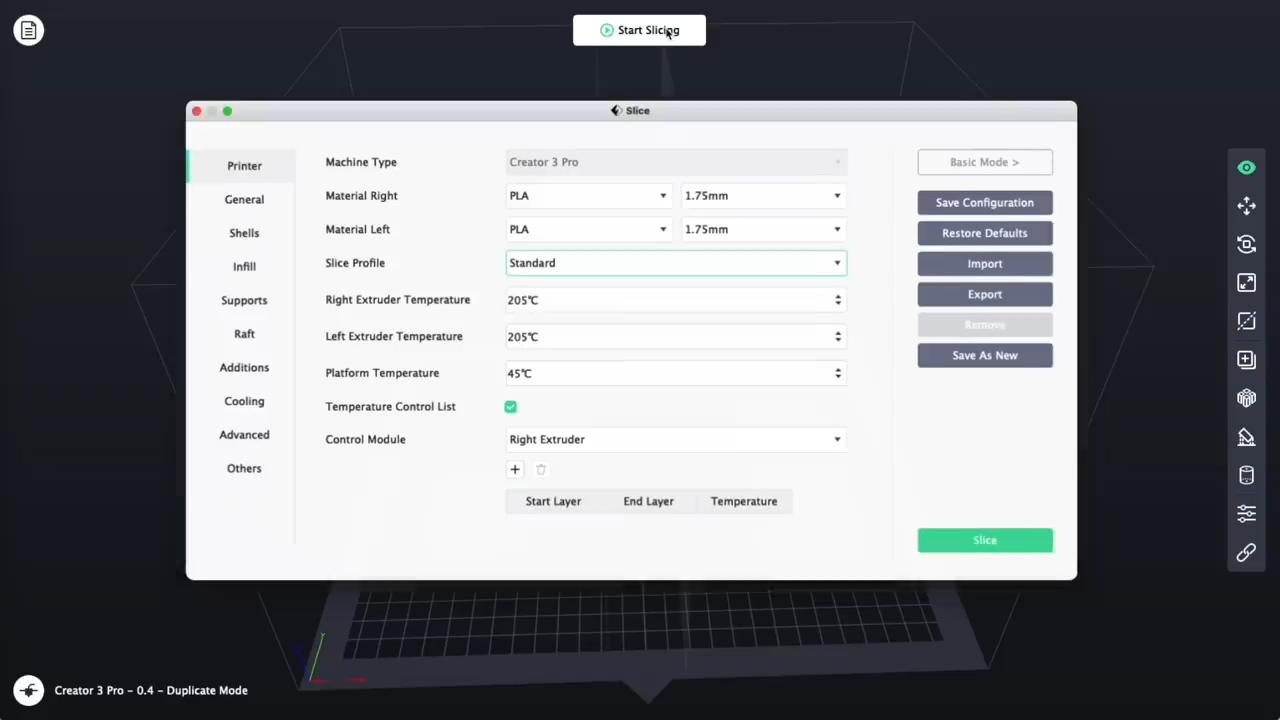 Start Slicing
Slice
Printer
General
Shells
Infill
Supports
Raft
Additions
Cooling
Advanced
Others
Machine Type Creator 3 Pro
Material Right PLA 1.75mm
Material Left PLA 1.75mm
Slice Profile Standard
Right Extruder Temperature 205℃
Left Extruder Temperature 205℃
Platform Temperature 45℃
Temperature Control List
Control Module Right Extruder
Start Layer End Layer Temperature
Basic Mode >
Save Configuration
Restore Defaults
Import
Export
Remove
Save As New
Slice
Creator 3 Pro - 0.4 - Duplicate Mode